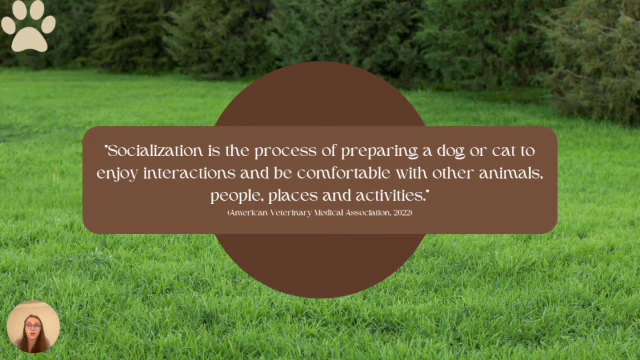 "Socialization is the process of preparing a dog or cat to
enjoy interactions and be comfortable with other animals,
people, places and activities."
(American Veterinary Medical Association, 2022)